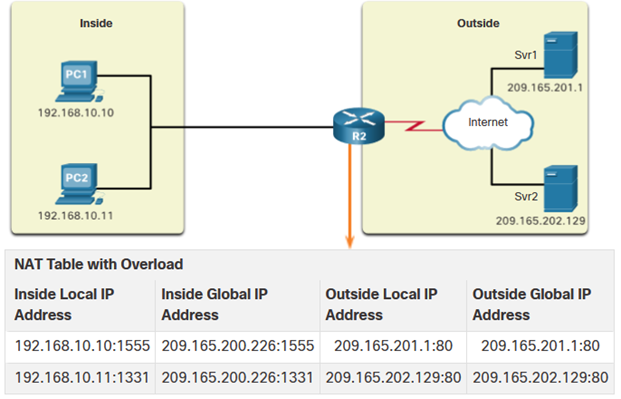 Inside
Outside
PC1
192.168.10.10
PC2
192.168.10.11
R2
Internet
Svr1
209.165.201.1
Svr2
209.165.202.129
NAT Table with Overload
Inside Local IP Address
Inside Global IP Address
Outside Local IP Address
Outside Global IP Address
192.168.10.10:1555 209.165.200.226:1555 209.165.201.1:80 209.165.201.1:80
192.168.10.11:1331 209.165.200.226:1331 209.165.202.129:80 209.165.202.129:80